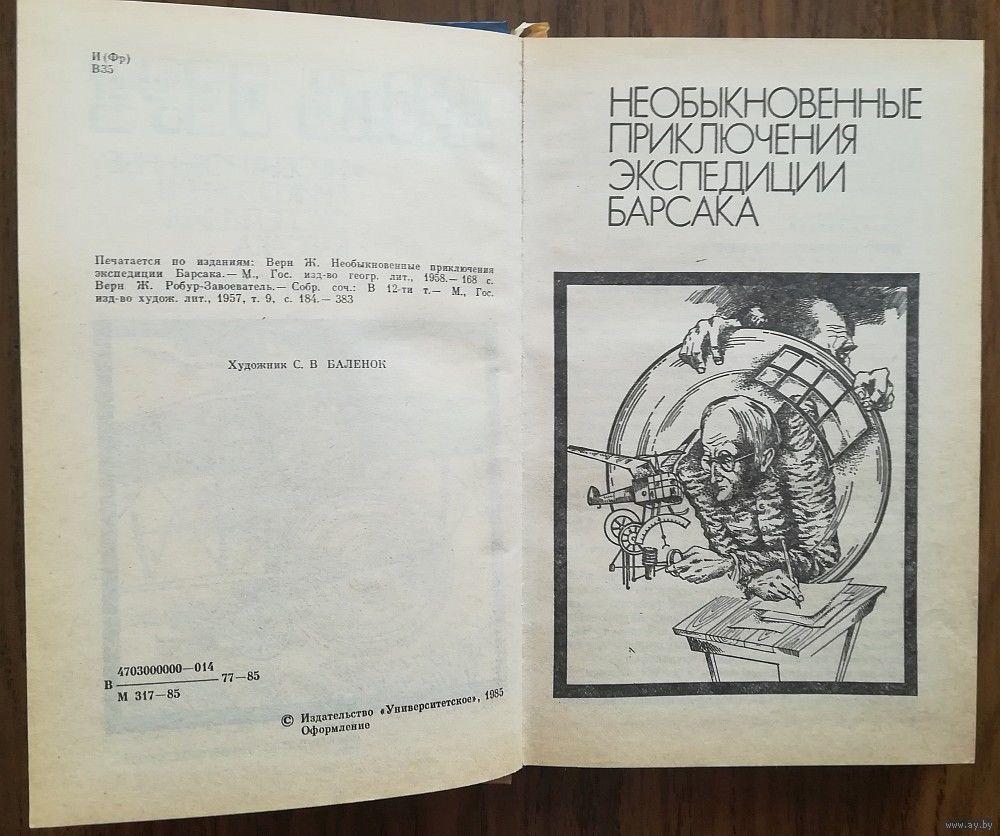 И(Фр)
В35
Печатается по изданиям: Верн Ж. Необыкновенные приключения
экспедиции Барсака.— М., Гос. изд-во геогр. лит., 1958.— 168 с.
Верн Ж. Робур-Завоеватель.— Собр. соч.: В 12-ти т.— М., Гос.
изд-во худож. лит., 1957, т. 9, с. 184.— 383
Художник С. В БАЛЕНОК
4703000000—014
В 77—85
М 317—85
© Издательство «Университетское», 1985
Оформление
НЕОБЫКНОВЕННЫЕ
ПРИКЛЮЧЕНИЯ
ЭКСПЕДИЦИИ
БАРСАКА
www.ay.by